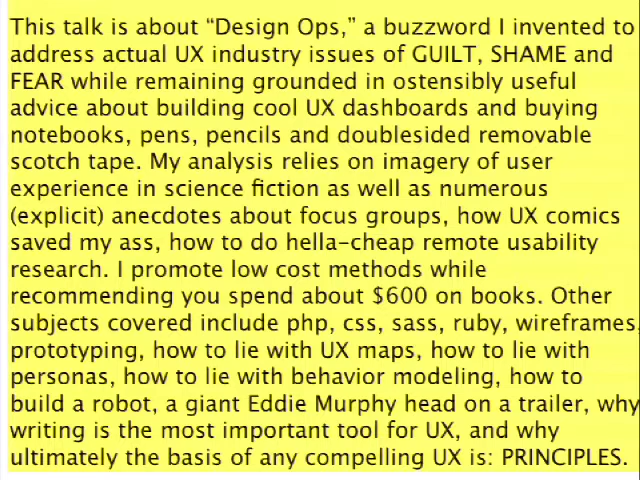 This talk is about “Design Ops,” a buzzword I invented to
address actual UX industry issues of GUILT, SHAME and
FEAR while remaining grounded in ostensibly useful
advice about building cool UX dashboards and buying
notebooks, pens, pencils and doublesided removable
scotch tape. My analysis relies on imagery of user
experience in science fiction as well as numerous
(explicit) anecdotes about focus groups, how UX comics
saved my ass, how to do hella-cheap remote usability
research. I promote low cost methods while
recommending you spend about $600 on books. Other
subjects covered include php, css, sass, ruby, wireframes,
prototyping, how to lie with UX maps, how to lie with
personas, how to lie with behavior modeling, how to
build a robot, a giant Eddie Murphy head on a trailer, why
writing is the most important tool for UX, and why
ultimately the basis of any compelling UX is: PRINCIPLES.